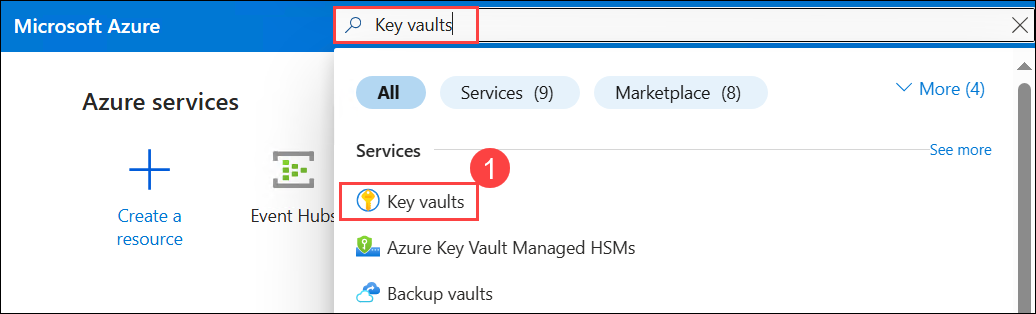 Microsoft Azure
Key vaults
Azure services
All
Services (9)
Marketplace (8)
More (4)
Services
See more
1
Create a
resource
Event Hubs
Key vaults
Azure Key Vault Managed HSMs
Backup vaults